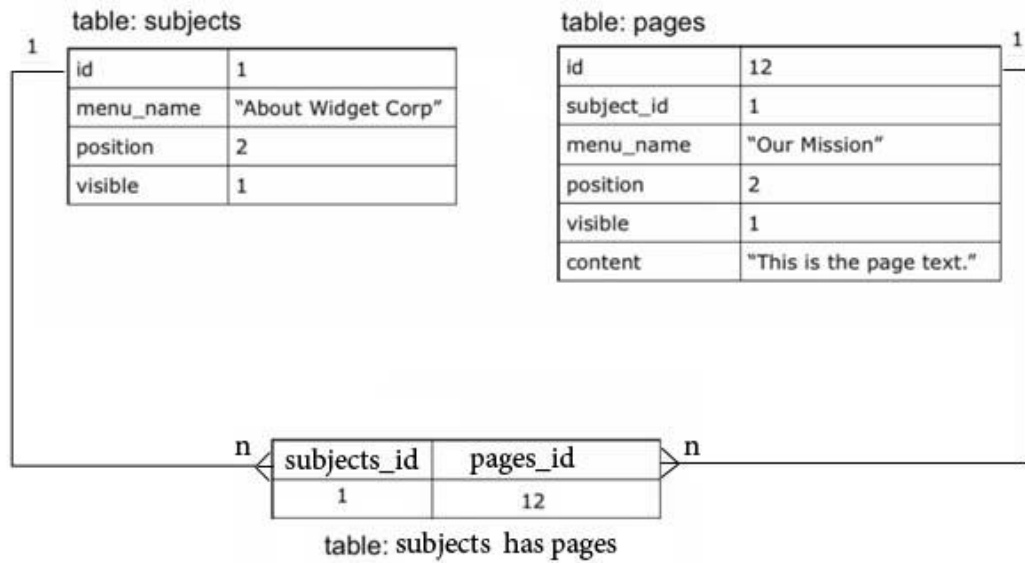 table: subjects
1
id 1
menu_name "About Widget Corp"
position 2
visible 1
table: pages
1
id 12
subject_id 1
menu_name "Our Mission"
position 2
visible 1
content "This is the page text."
n subjects_id pages_id n
1 12
table: subjects has pages